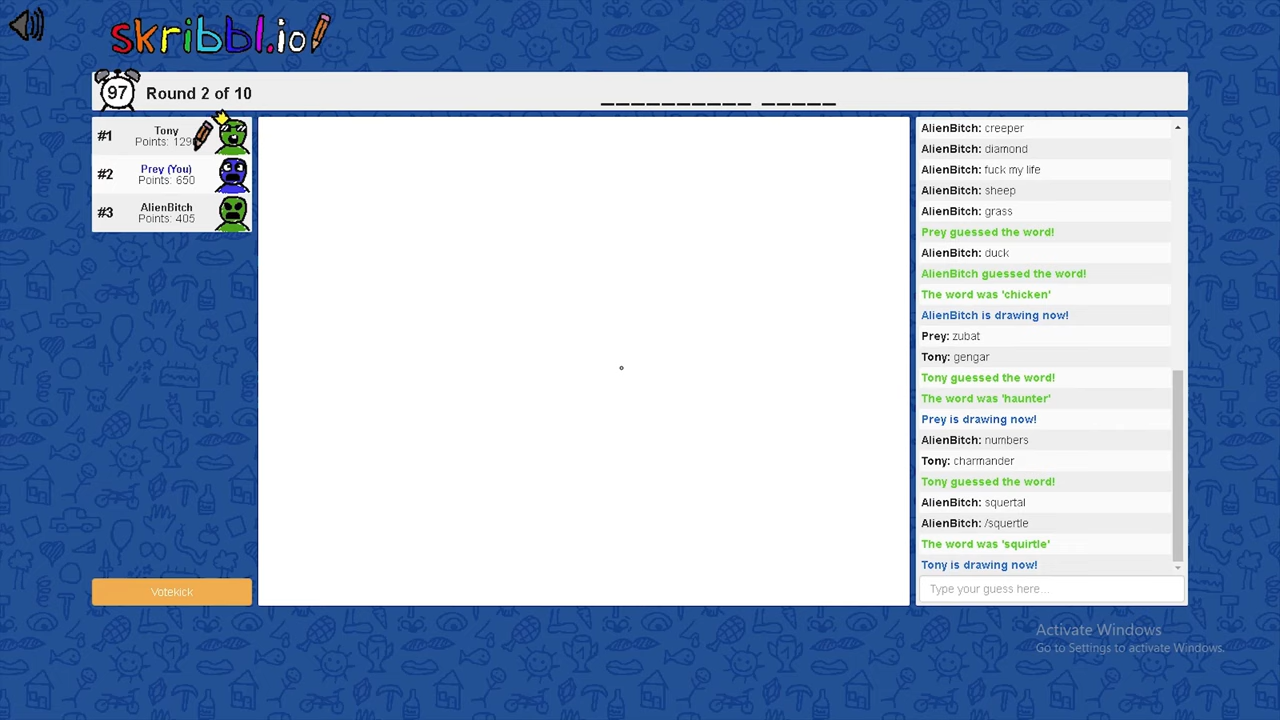 skribbl.io
97
Round 2 of 10
__________ _____
#1
Tony
Points: 1290
#2
Prey (You)
Points: 650
#3
AlienBitch
Points: 405
Votekick
AlienBitch: creeper
AlienBitch: diamond
AlienBitch: fuck my life
AlienBitch: sheep
AlienBitch: grass
Prey guessed the word!
AlienBitch: duck
AlienBitch guessed the word!
The word was 'chicken'
AlienBitch is drawing now!
Prey: zubat
Tony: gengar
Tony guessed the word!
The word was 'haunter'
Prey is drawing now!
AlienBitch: numbers
Tony: charmander
Tony guessed the word!
AlienBitch: squertal
AlienBitch: /squertle
The word was 'squirtle'
Tony is drawing now!
Type your guess here...
Activate Windows
Go to Settings to activate Windows.